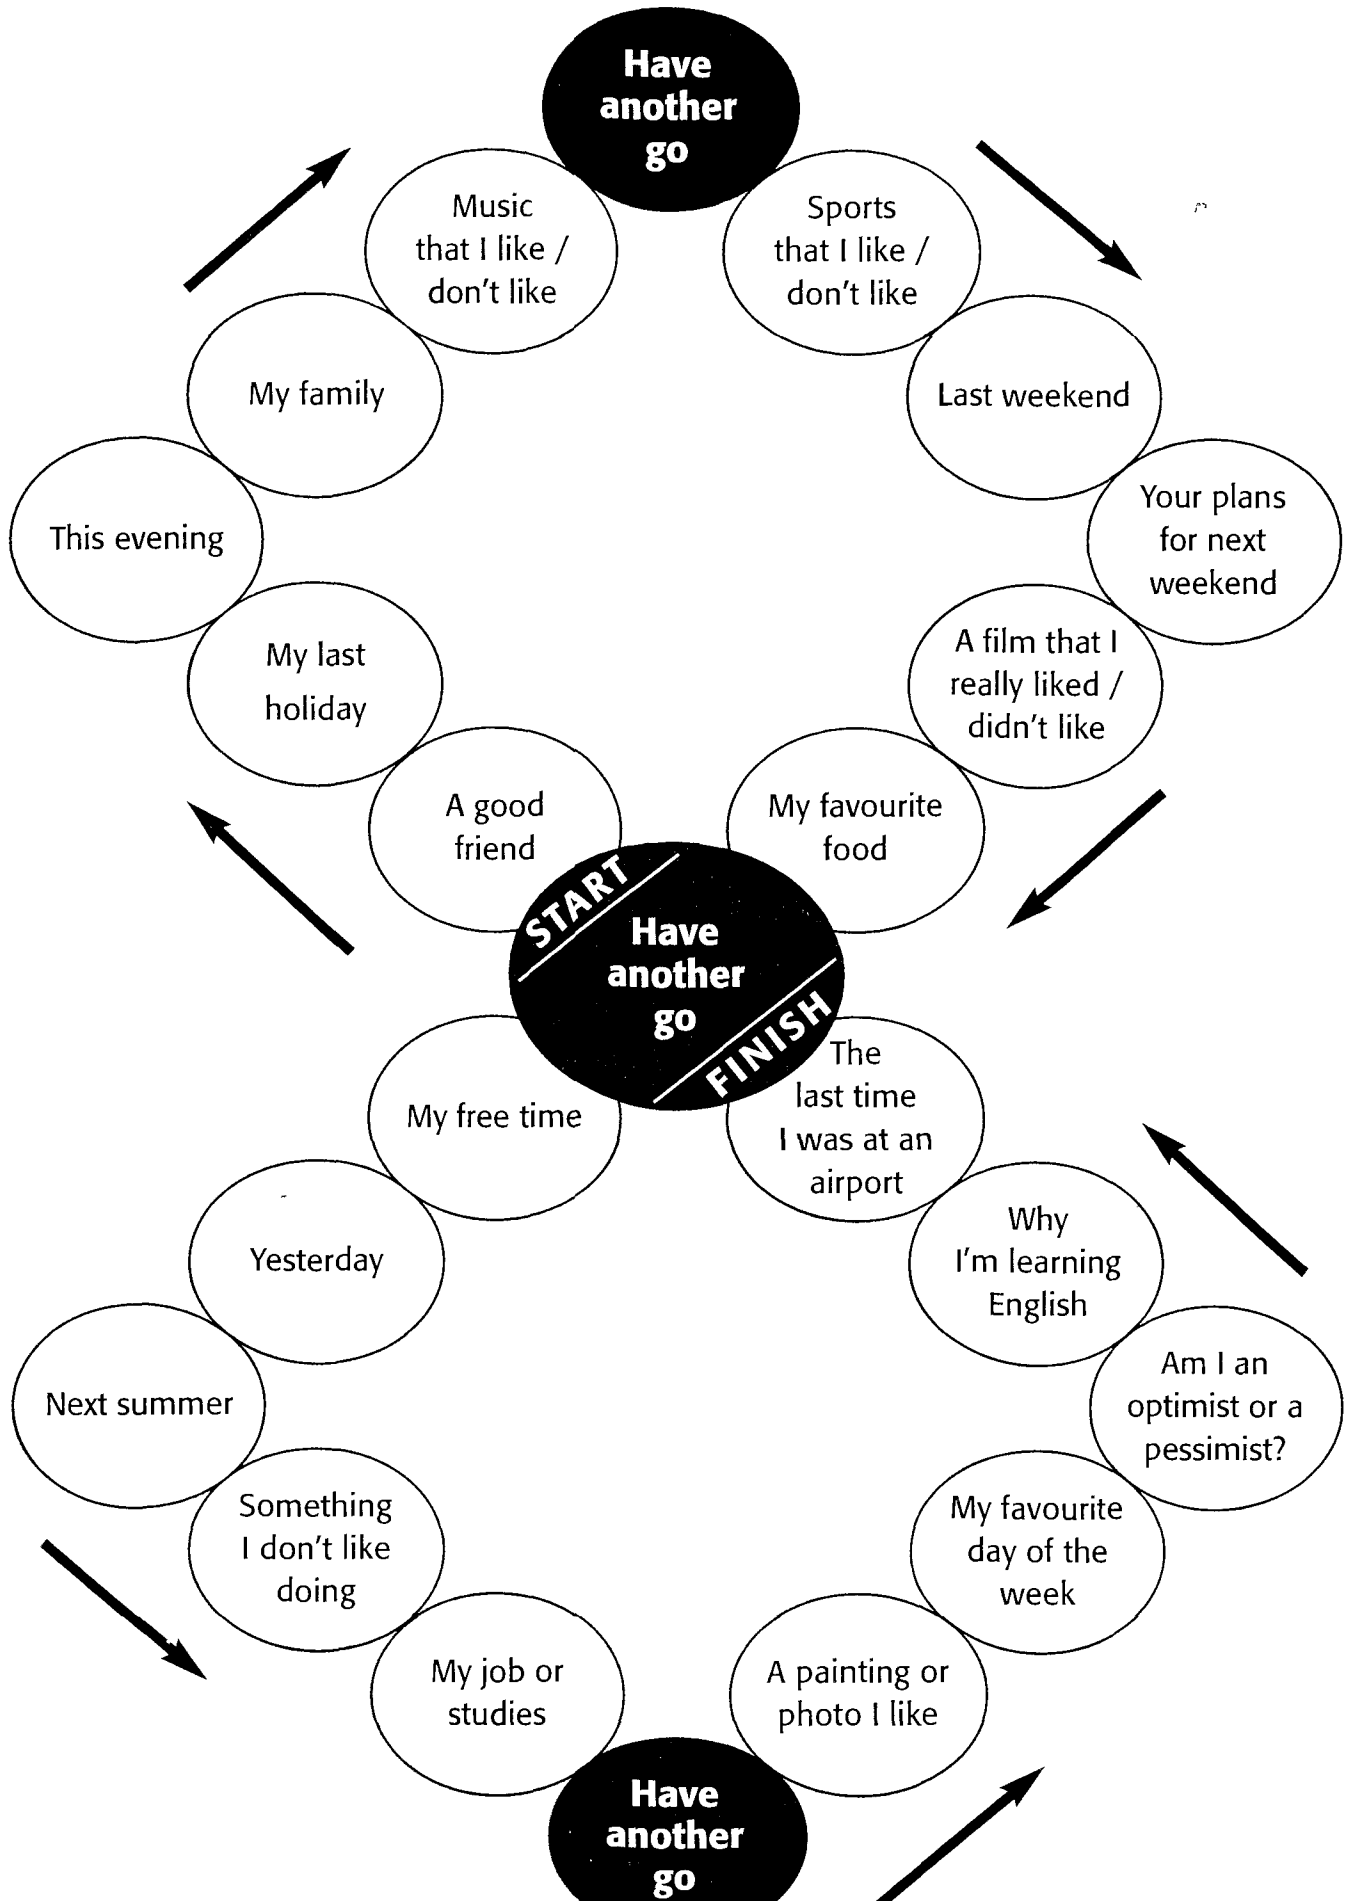 Have
another
go
Music
that I like /
don't like
Sports
that I like /
don't like
My family
Last weekend
This evening
Your plans
for next
weekend
My last
holiday
A film that I
really liked /
didn't like
A good
friend
My favourite
food
START
Have
another
go
FINISH
My free time
The
last time
I was at an
airport
Yesterday
Why
I'm learning
English
Next summer
Am I an
optimist or a
pessimist?
Something
I don't like
doing
My favourite
day of the
week
My job or
studies
A painting or
photo I like
Have
another
go